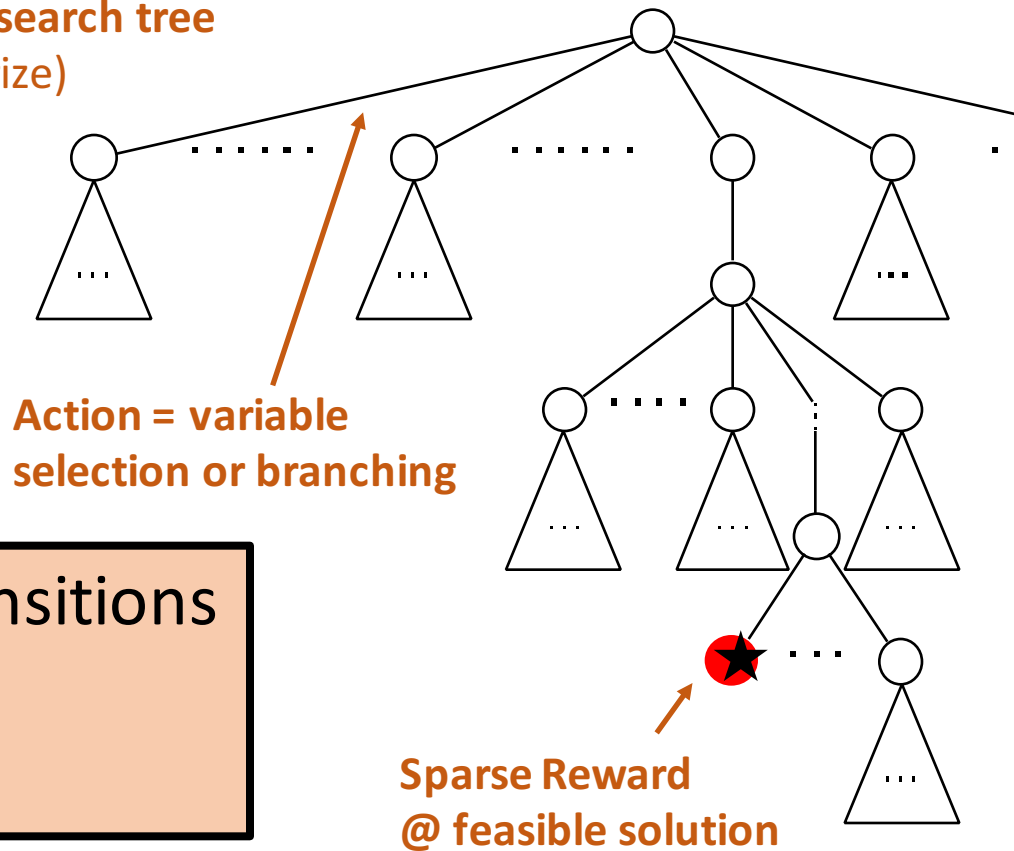 search tree
ize)
Action = variable
selection or branching
nsitions
Sparse Reward
@ feasible solution